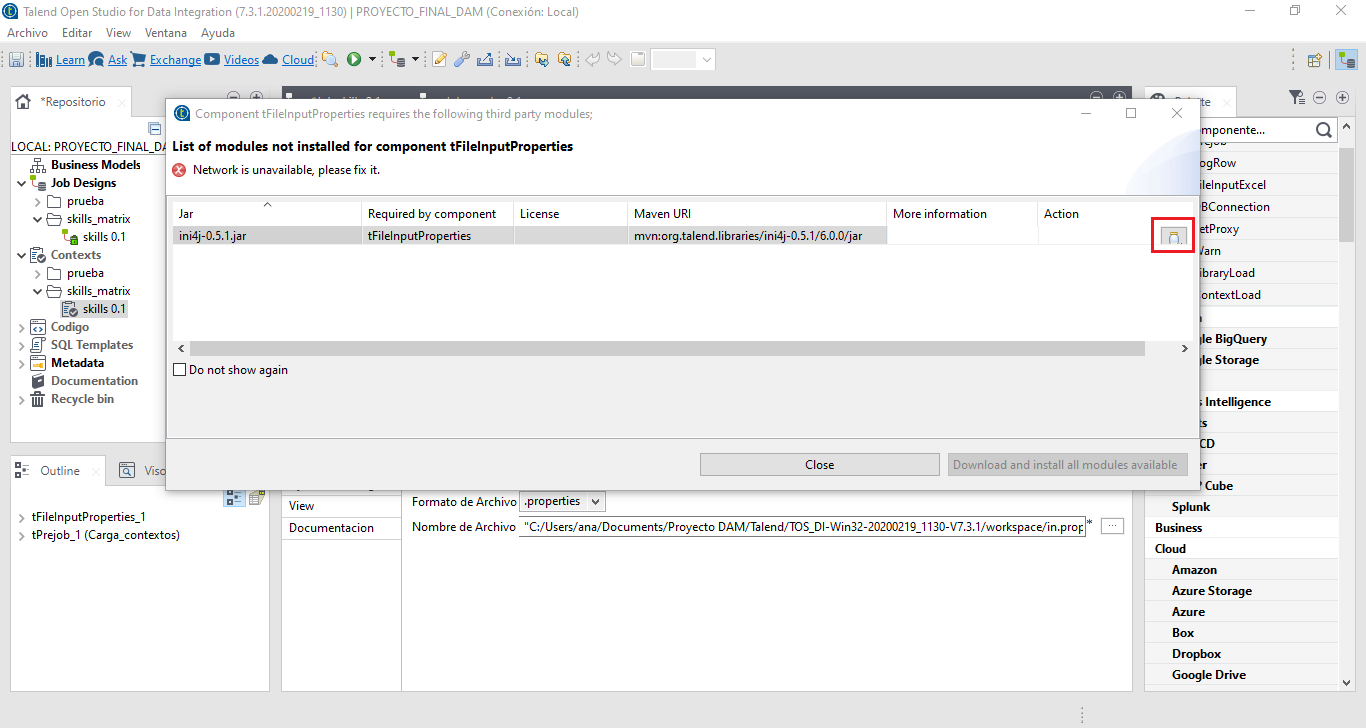 Talend Open Studio for Data Integration (7.3.1.20200219_1130) | PROYECTO_FINAL_DAM (Conexión: Local)
Archivo Editar View Ventana Ayuda
Learn Ask Exchange Videos Cloud
*Repositorio
LOCAL: PROYECTO_FINAL_DA
Business Models
Job Designs
prueba
skills_matrix
skills 0.1
Contexts
prueba
skills_matrix
skills 0.1
Codigo
SQL Templates
Metadata
Documentation
Recycle bin
Component tFileInputProperties requires the following third party modules;
List of modules not installed for component tFileInputProperties
Network is unavailable, please fix it.
Jar Required by component License Maven URI More information Action
ini4j-0.5.1.jar tFileInputProperties mvn:org.talend.libraries/ini4j-0.5.1/6.0.0/jar
Do not show again
Close Download and install all modules available
mponente...
ogRow
ileInputExcel
BConnection
etProxy
Warn
ibraryLoad
ontextLoad
le BigQuery
le Storage
s Intelligence
ts
CD
er
P Cube
Splunk
Business
Cloud
Amazon
Azure Storage
Azure
Box
Dropbox
Google Drive
Outline Viso
tFileInputProperties_1
tPrejob_1 (Carga_contextos)
View
Documentacion
Formato de Archivo .properties
Nombre de Archivo "C:/Users/ana/Documents/Proyecto DAM/Talend/TOS_DI-Win32-20200219_1130-V7.3.1/workspace/in.prop * ...